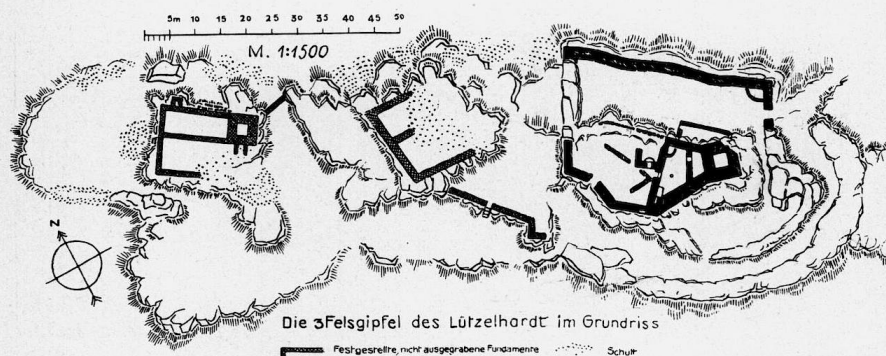 5m 10 15 20 25 30 35 40 45 50
M. 1:1500
N
Die 3 Felsgipfel des Lützelhardt im Grundriss
Festgestellte, nicht ausgegrabene Fundamente Schutt